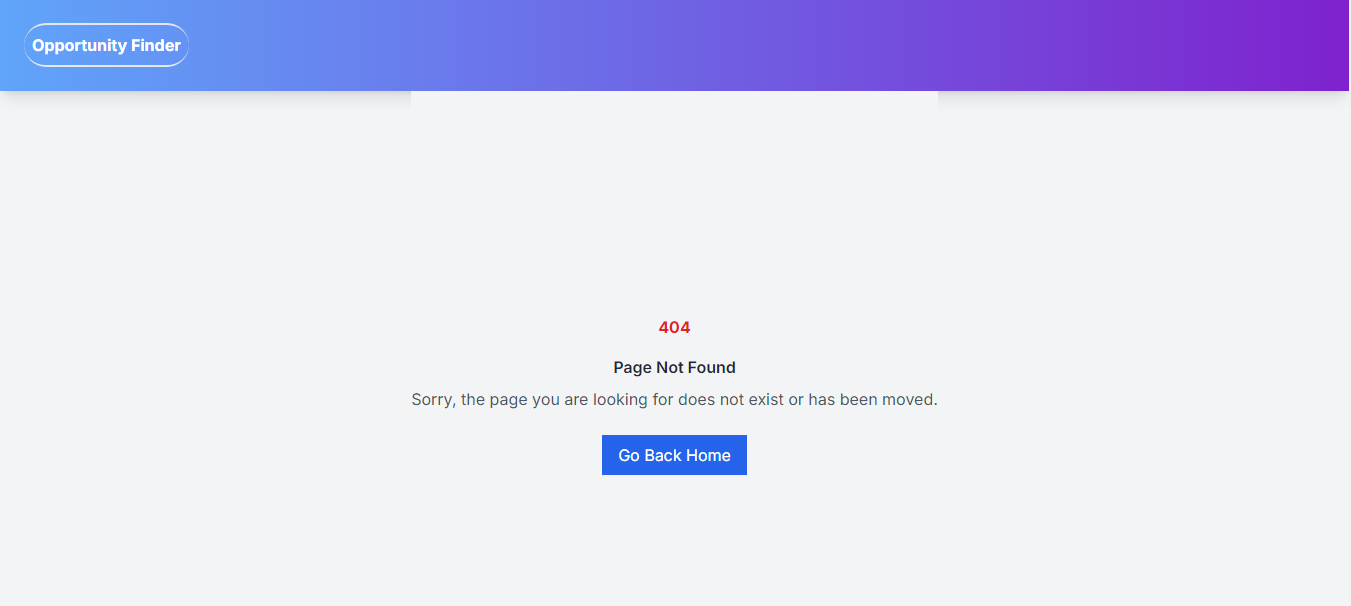 Opportunity Finder
404
Page Not Found
Sorry, the page you are looking for does not exist or has been moved.
Go Back Home